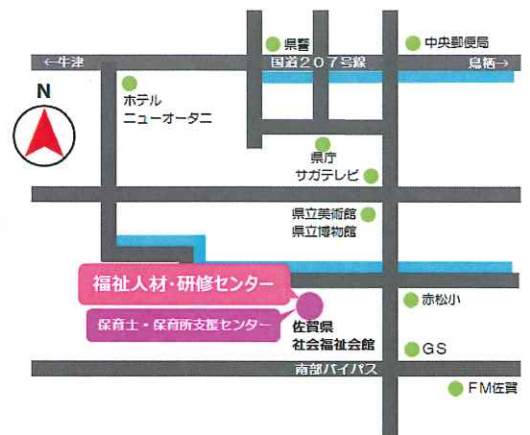 県警
中央郵便局
←牛津
国道207号線
鳥栖→
N
ホテル
ニューオータニ
県庁
サガテレビ
県立美術館
県立博物館
福祉人材・研修センター
保育士・保育所支援センター
佐賀県
社会福祉会館
赤松小
GS
南部バイパス
FM佐賀